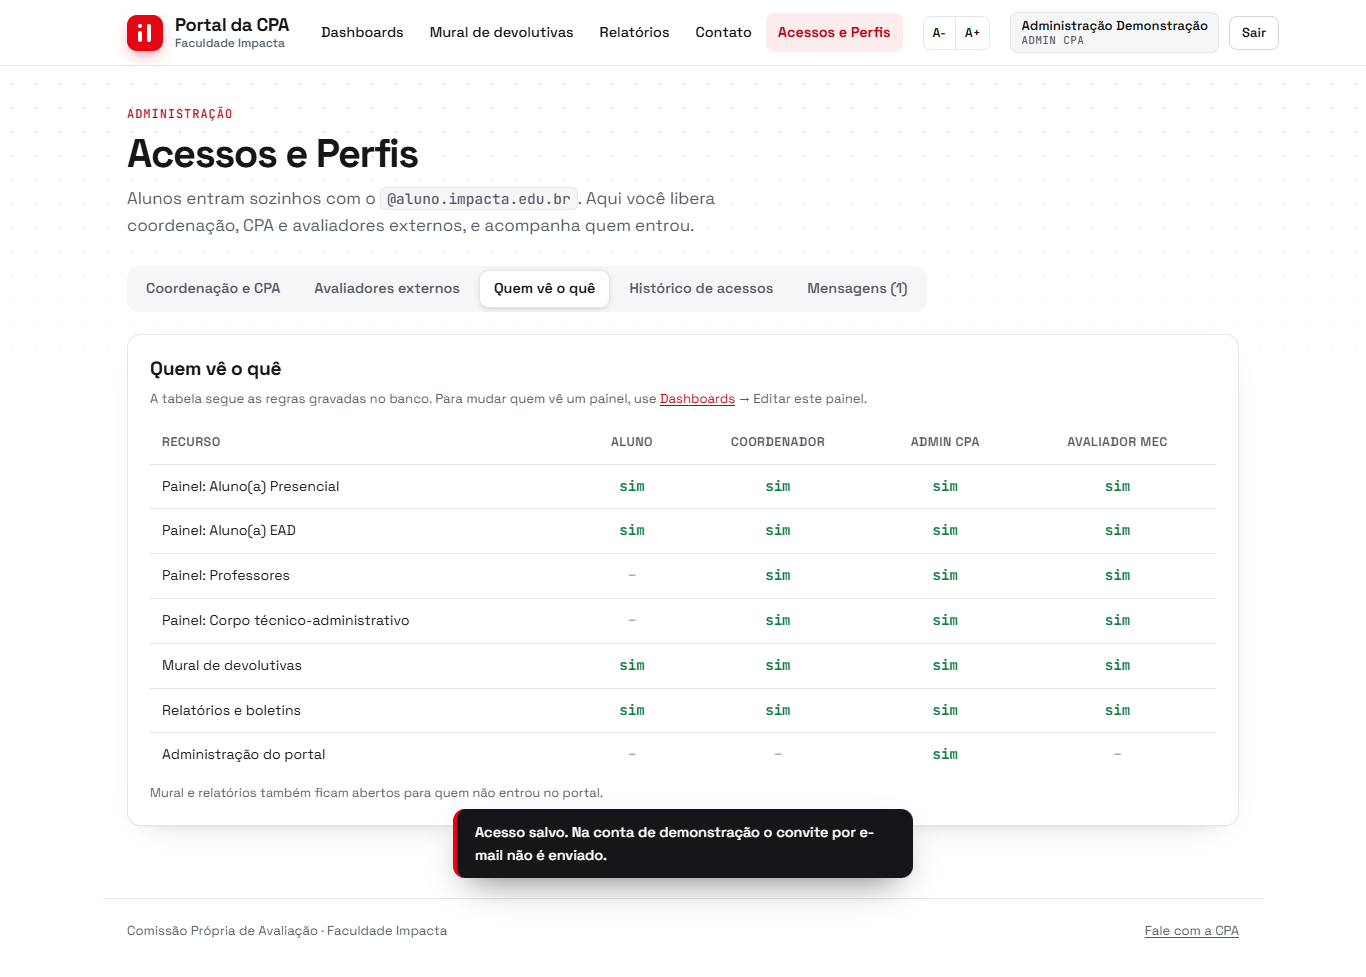 Portal da CPA
Faculdade Impacta
Dashboards
Mural de devolutivas
Relatórios
Contato
Acessos e Perfis
A-
A+
Administração Demonstração
ADMIN CPA
Sair
ADMINISTRAÇÃO
Acessos e Perfis
Alunos entram sozinhos com o @aluno.impacta.edu.br. Aqui você libera
coordenação, CPA e avaliadores externos, e acompanha quem entrou.
Coordenação e CPA
Avaliadores externos
Quem vê o quê
Histórico de acessos
Mensagens (1)
Quem vê o quê
A tabela segue as regras gravadas no banco. Para mudar quem vê um painel, use Dashboards → Editar este painel.
RECURSO ALUNO COORDENADOR ADMIN CPA AVALIADOR MEC
Painel: Aluno(a) Presencial sim sim sim sim
Painel: Aluno(a) EAD sim sim sim sim
Painel: Professores – sim sim sim
Painel: Corpo técnico-administrativo – sim sim sim
Mural de devolutivas sim sim sim sim
Relatórios e boletins sim sim sim sim
Administração do portal – – sim –
Mural e relatórios também ficam abertos para quem não entrou no portal.
Acesso salvo. Na conta de demonstração o convite por e-
mail não é enviado.
Comissão Própria de Avaliação · Faculdade Impacta
Fale com a CPA